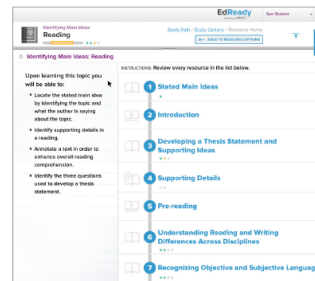 EdReady
Sam Student
Identifying Main Ideas
Reading
Study Path / Study Options / Resource Home
BACK TO RESOURCE OPTIONS
Identifying Main Ideas: Reading
Upon learning this topic you
will be able to:
• Locate the stated main idea
by identifying the topic and
what the author is saying
about the topic.
• Identify supporting details in
a reading.
• Annotate a text in order to
enhance overall reading
comprehension.
• Identify the three questions
used to develop a thesis
statement.
INSTRUCTIONS: Review every resource in the list below.
1 Stated Main Ideas
2 Introduction
3 Developing a Thesis Statement and
Supporting Ideas
4 Supporting Details
5 Pre-reading
6 Understanding Reading and Writing
Differences Across Disciplines
7 Recognizing Objective and Subjective Languag